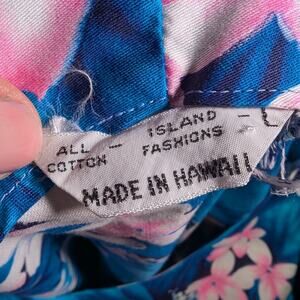 ALL - ISLAND - L
COTTON FASHIONS
MADE IN HAWAII